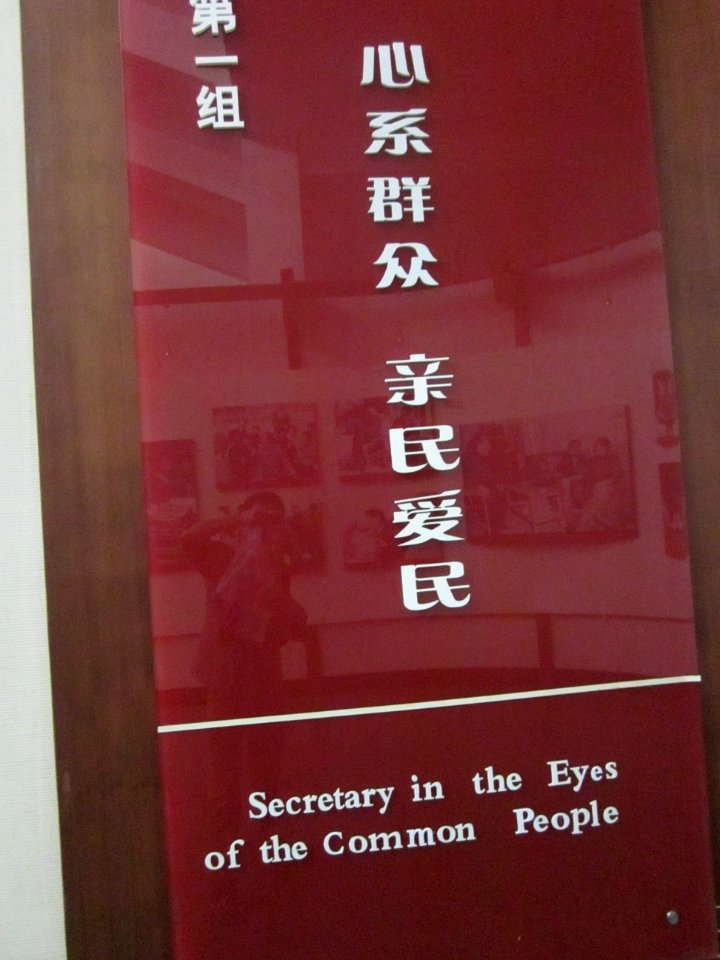 第一组
心系群众 亲民爱民
Secretary in the Eyes
of the Common People